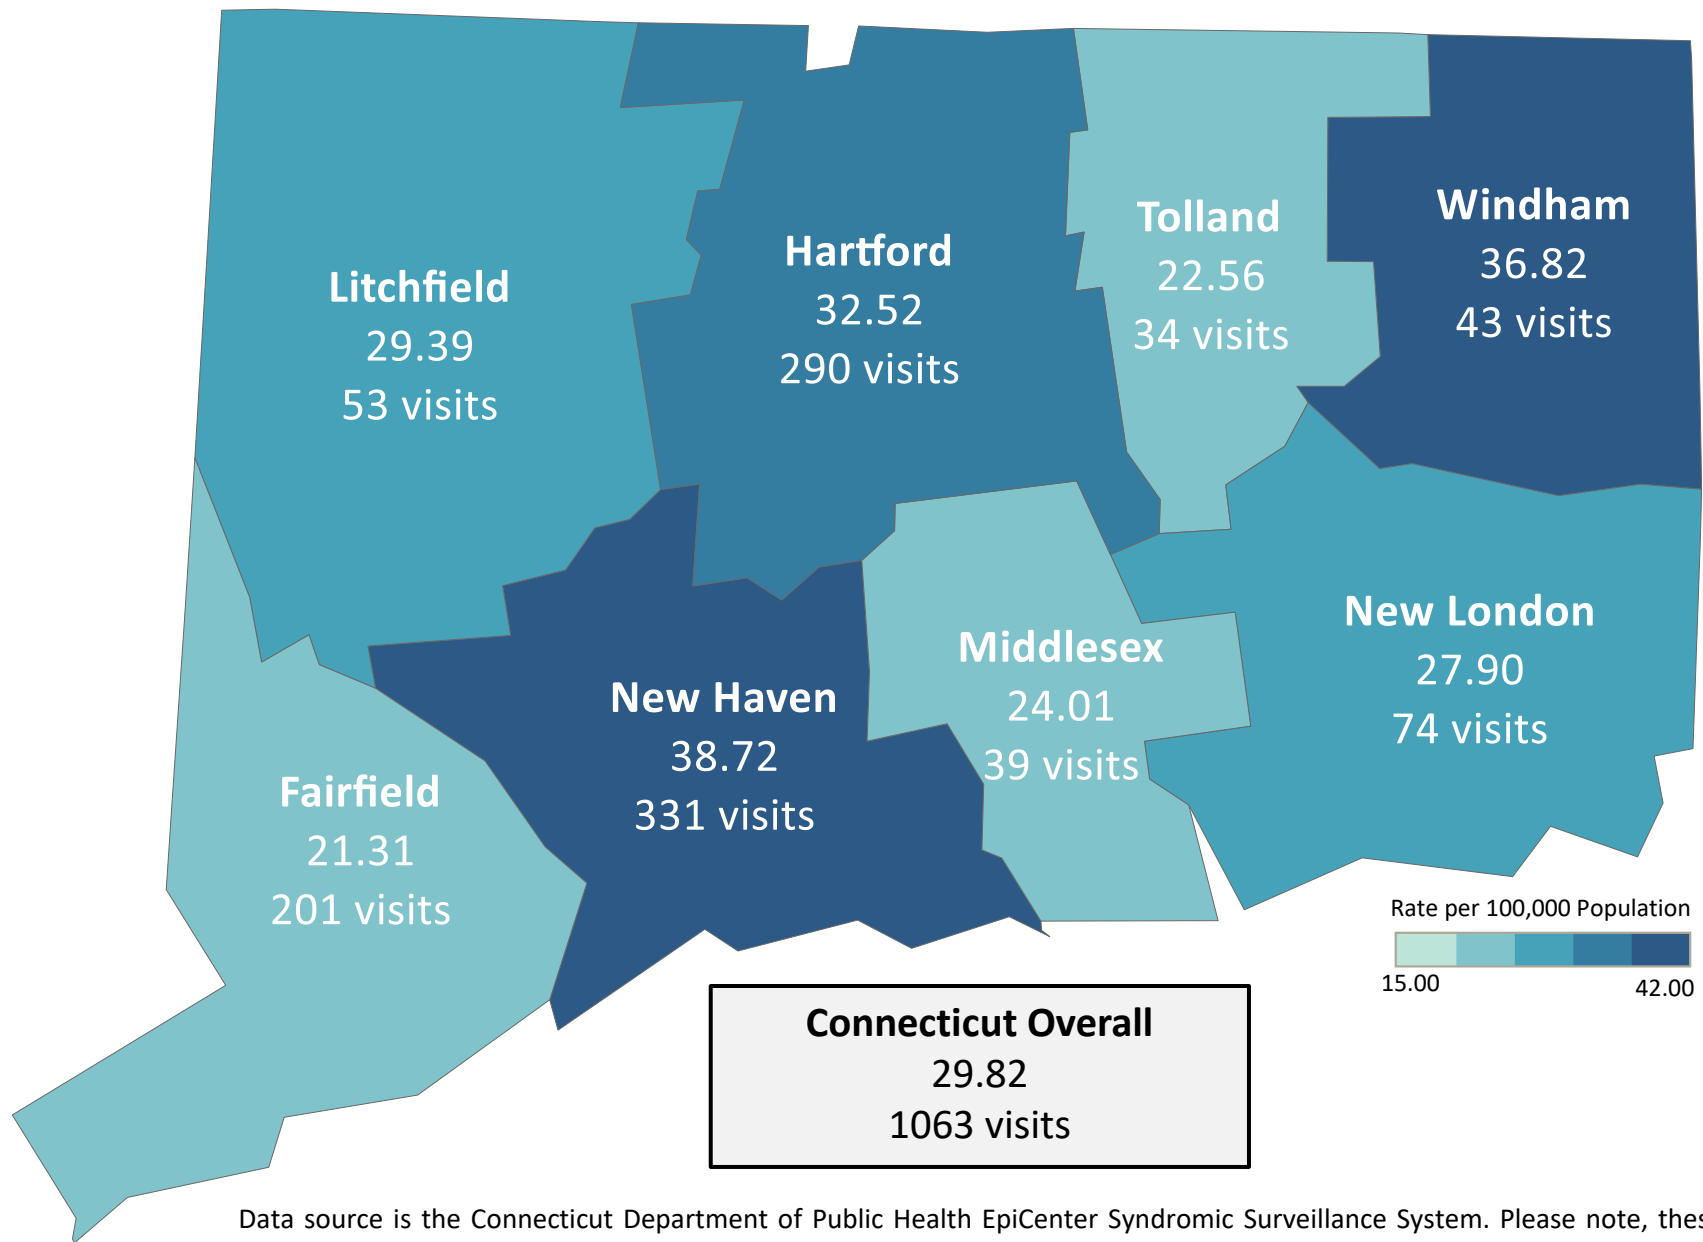 Litchfield
29.39
53 visits
Hartford
32.52
290 visits
Tolland
22.56
34 visits
Windham
36.82
43 visits
Fairfield
21.31
201 visits
New Haven
38.72
331 visits
Middlesex
24.01
39 visits
New London
27.90
74 visits
Rate per 100,000 Population
15.00
42.00
Connecticut Overall
29.82
1063 visits
Data source is the Connecticut Department of Public Health EpiCenter Syndromic Surveillance System. Please note,